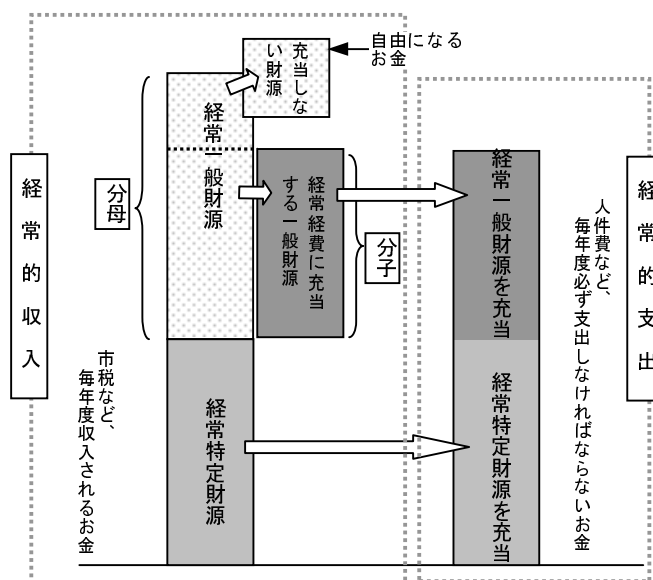 自由になる
お金
充当しな
い財源
経常一般財源
分母
経常的収入
経常経費に充当
する一般財源
分子
経常特定財源
市税など、
毎年度収入されるお金
経常一般財源を充当
経常特定財源を充当
人件費など、
毎年度必ず支出しなければならないお金
経常的支出